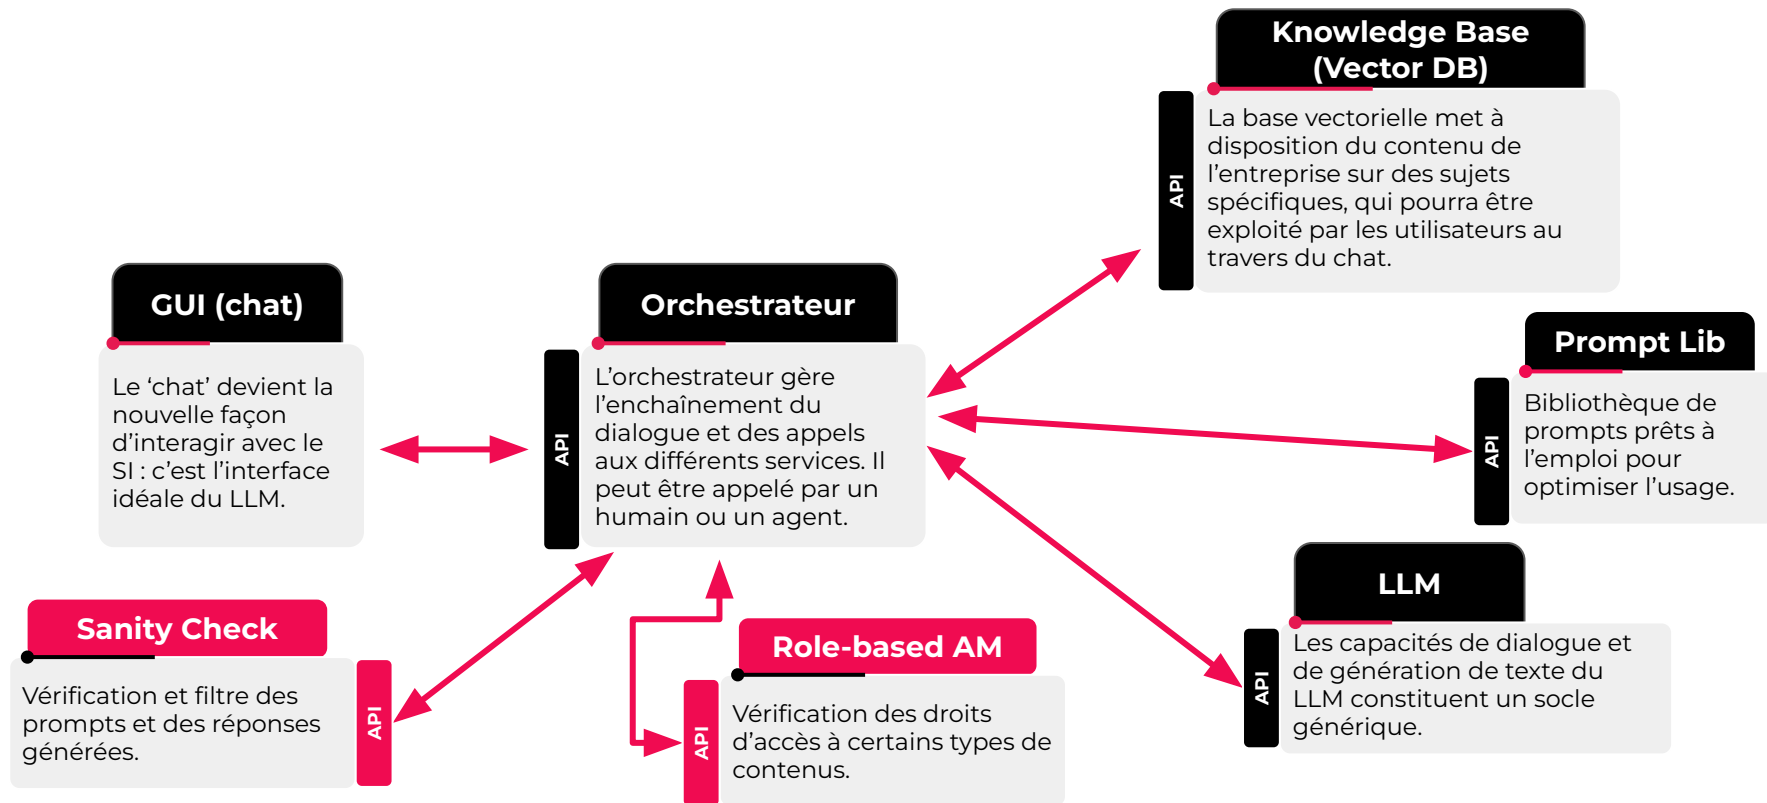 Knowledge Base
(Vector DB)
API
La base vectorielle met à
disposition du contenu de
l’entreprise sur des sujets
spécifiques, qui pourra être
exploité par les utilisateurs au
travers du chat.
GUI (chat)
Le ‘chat’ devient la
nouvelle façon
d’interagir avec le
SI : c’est l’interface
idéale du LLM.
Orchestrateur
API
L’orchestrateur gère
l’enchaînement du
dialogue et des appels
aux différents services. Il
peut être appelé par un
humain ou un agent.
Prompt Lib
API
Bibliothèque de
prompts prêts à
l’emploi pour
optimiser l’usage.
LLM
API
Les capacités de dialogue et
de génération de texte du
LLM constituent un socle
générique.
Sanity Check
Vérification et filtre des
prompts et des réponses
générées.
API
Role-based AM
API
Vérification des droits
d’accès à certains types de
contenus.